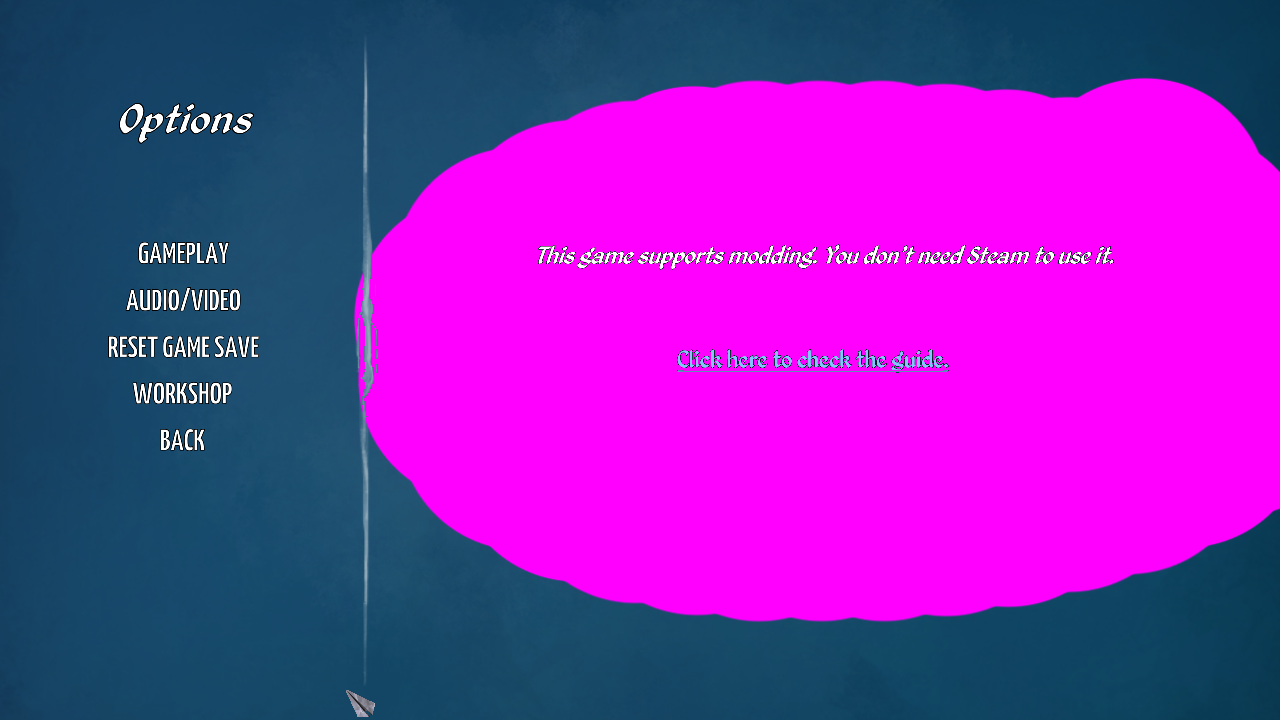 Options
GAMEPLAY
AUDIO/VIDEO
RESET GAME SAVE
WORKSHOP
BACK
This game supports modding. You don't need Steam to use it.
Click here to check the guide.